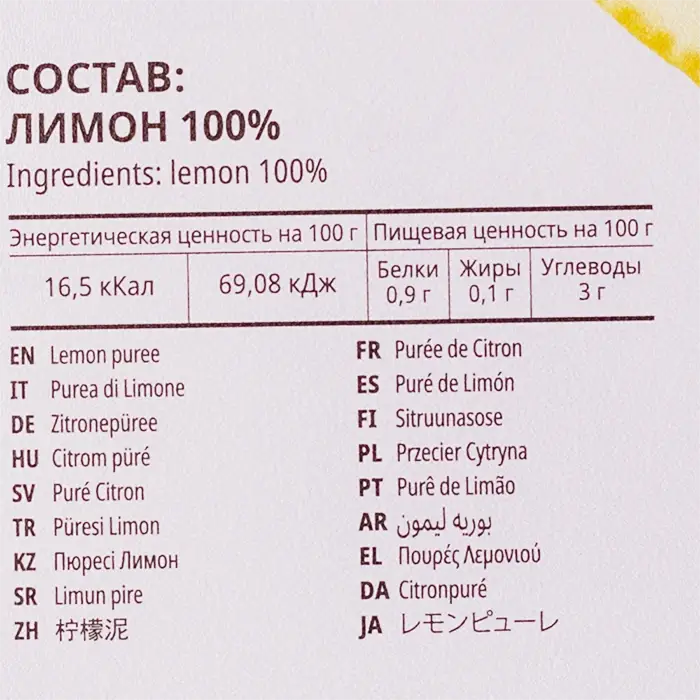 СОСТАВ:
ЛИМОН 100%
Ingredients: lemon 100%
Энергетическая ценность на 100 г Пищевая ценность на 100 г
16,5 кКал 69,08 кДж Белки 0,9 г Жиры 0,1 г Углеводы 3 г
EN Lemon puree
IT Purea di Limone
DE Zitronepüree
HU Citrom püré
SV Puré Citron
TR Püresi Limon
KZ Пюресі Лимон
SR Limun pire
ZH 柠檬泥
FR Purée de Citron
ES Puré de Limón
FI Sitruunasose
PL Przecier Cytryna
PT Purê de Limão
AR بوريه ليمون
EL Πουρές Λεμονιού
DA Citronpuré
JA レモンピューレ